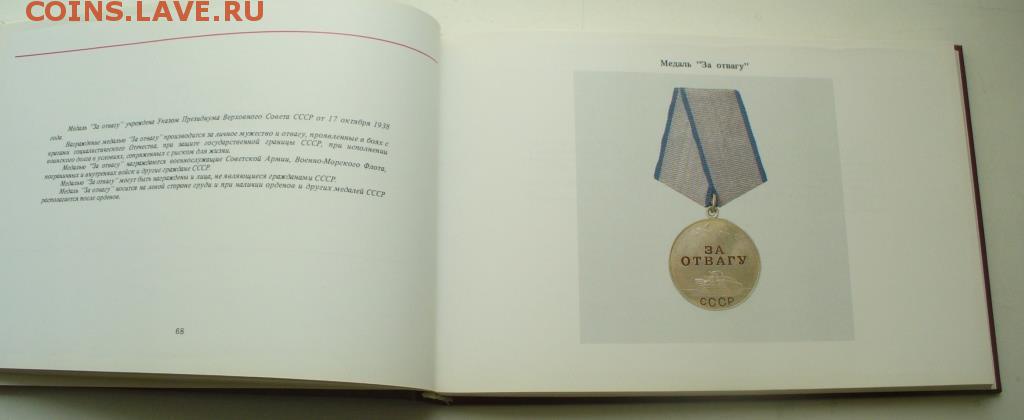 COINS.LAVE.RU
Медаль "За отвагу" учреждена Указом Президиума Верховного Совета СССР от 17 октября 1938
года.
Награждение медалью "За отвагу" производится за личное мужество и отвагу, проявленные в боях с
врагами социалистического Отечества, при защите государственной границы СССР, при исполнении
воинского долга в условиях, сопряженных с риском для жизни.
Медалью "За отвагу" награждаются военнослужащие Советской Армии, Военно-Морского Флота,
пограничных и внутренних войск и другие граждане СССР.
Медалью "За отвагу" могут быть награждены и лица, не являющиеся гражданами СССР.
Медаль "За отвагу" носится на левой стороне груди и при наличии орденов и других медалей СССР
располагается после орденов.
68
Медаль "За отвагу"
ЗА
ОТВАГУ
СССР